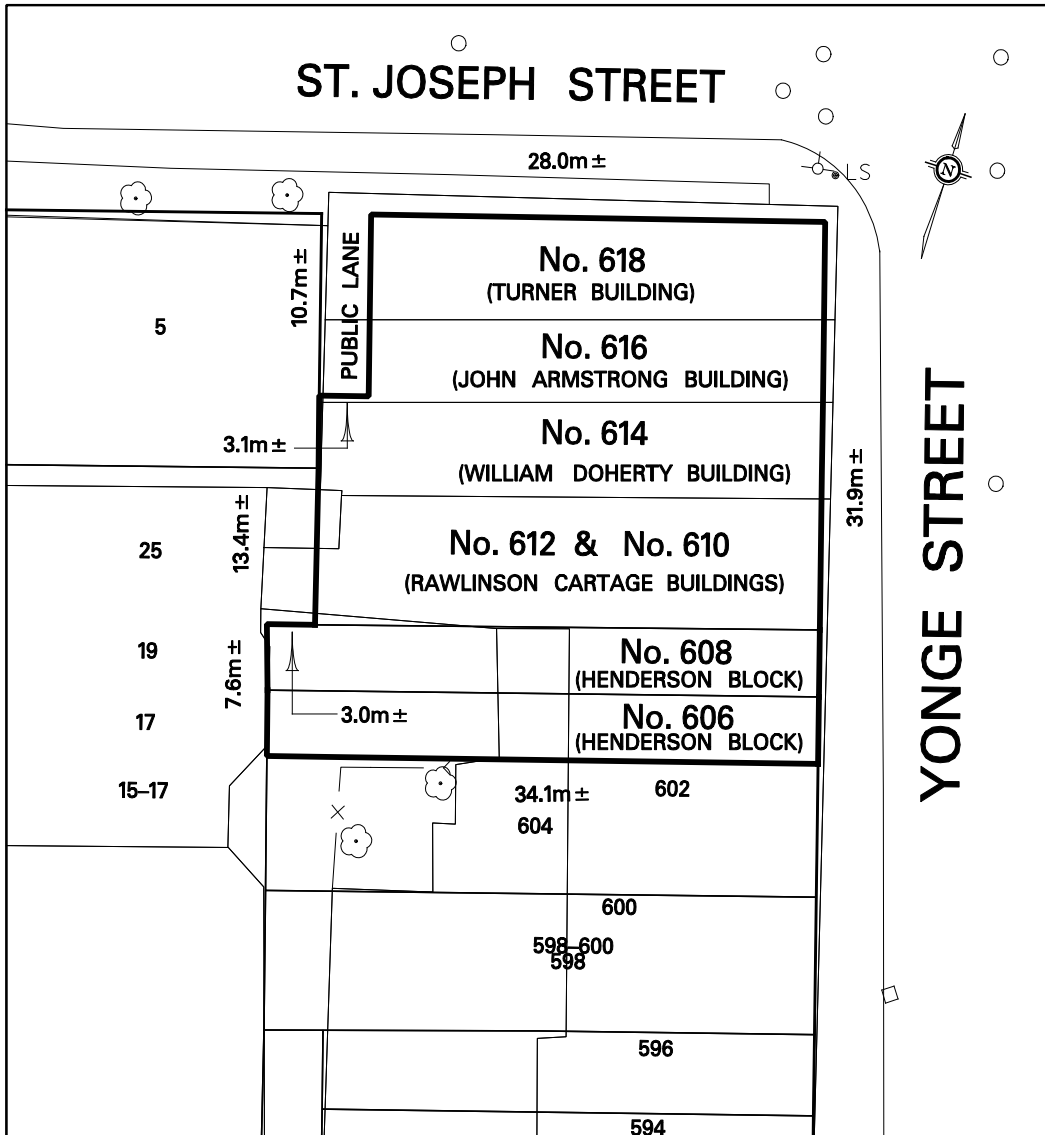 ST. JOSEPH STREET
28.0m±
LS
N
No. 618
(TURNER BUILDING)
10.7m±
PUBLIC LANE
5
No. 616
(JOHN ARMSTRONG BUILDING)
No. 614
(WILLIAM DOHERTY BUILDING)
3.1m±
31.9m±
YONGE STREET
13.4m±
25
No. 612 & No. 610
(RAWLINSON CARTAGE BUILDINGS)
19
7.6m±
No. 608
(HENDERSON BLOCK)
17
3.0m±
No. 606
(HENDERSON BLOCK)
15–17
34.1m±
602
604
600
598–600
598
596
594